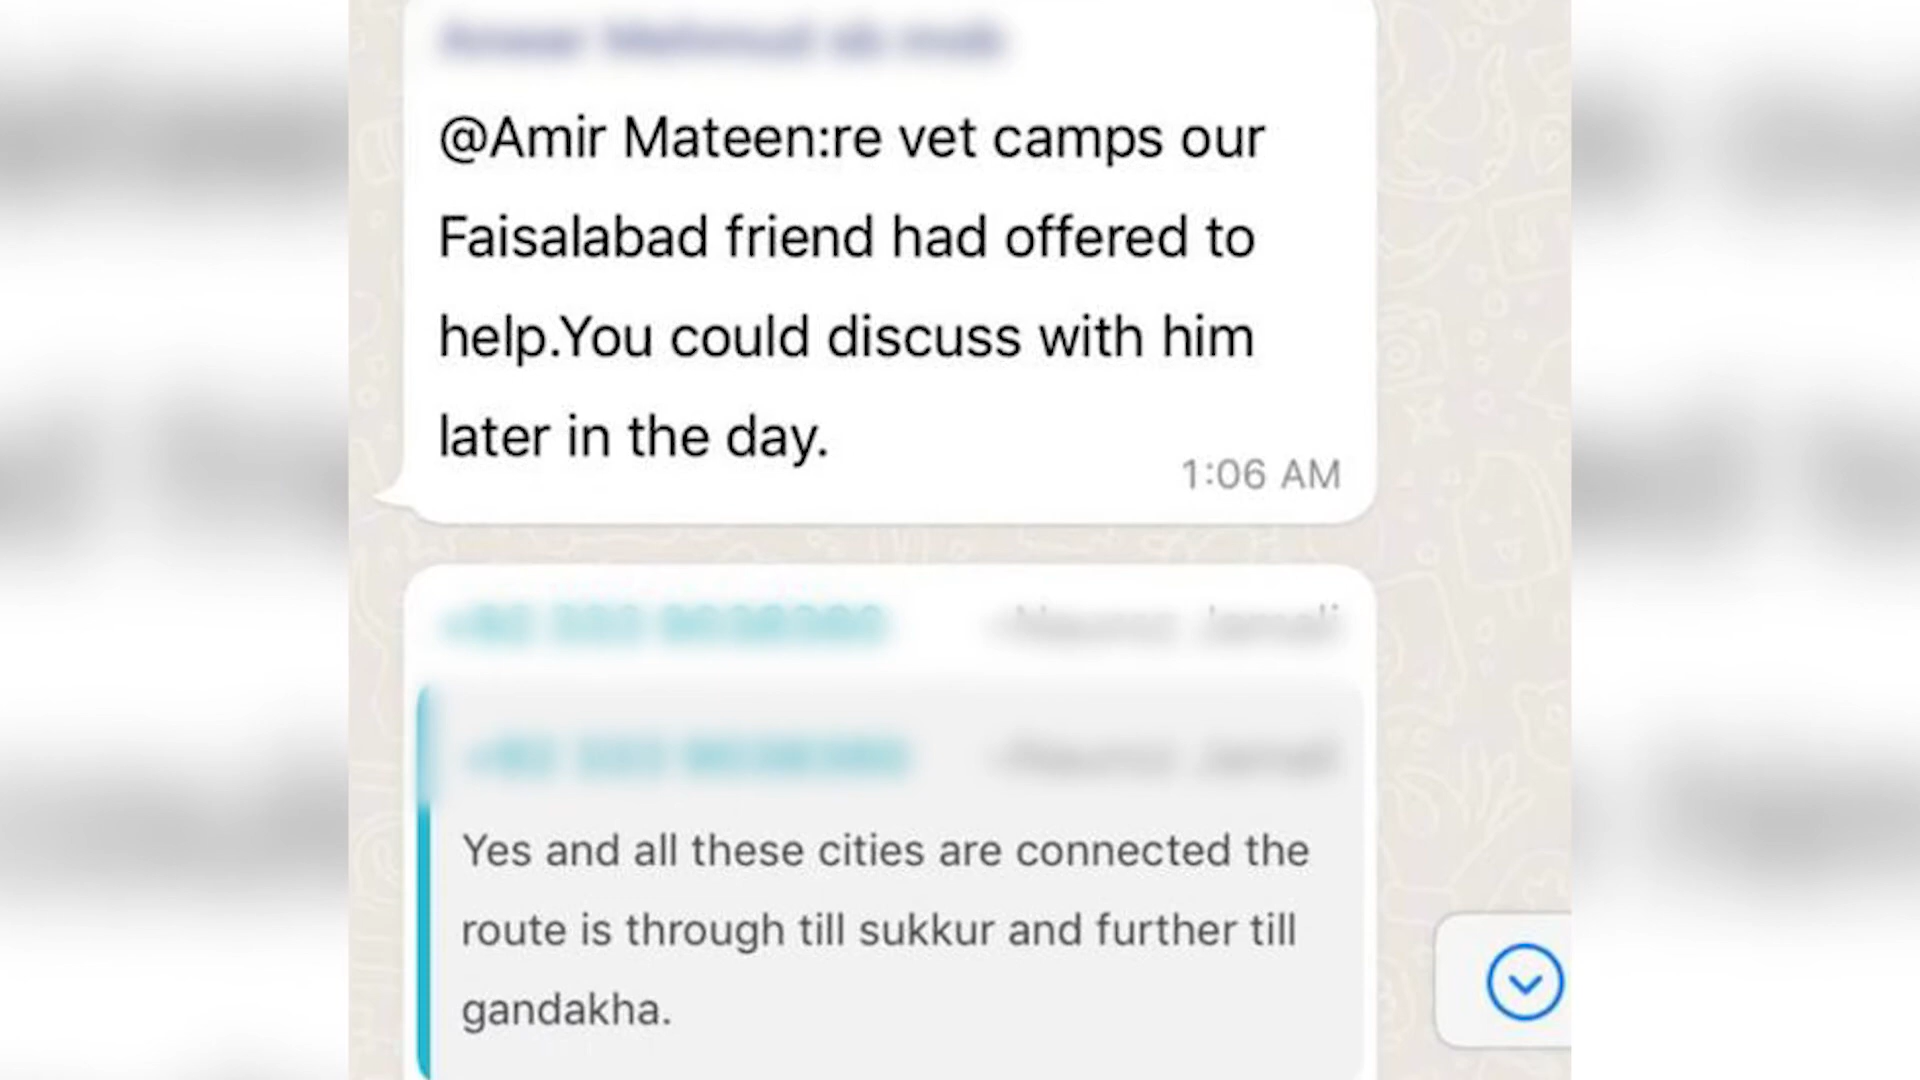 @Amir Mateen:re vet camps our
Faisalabad friend had offered to
help.You could discuss with him
later in the day.
1:06 AM
Yes and all these cities are connected the
route is through till sukkur and further till
gandakha.